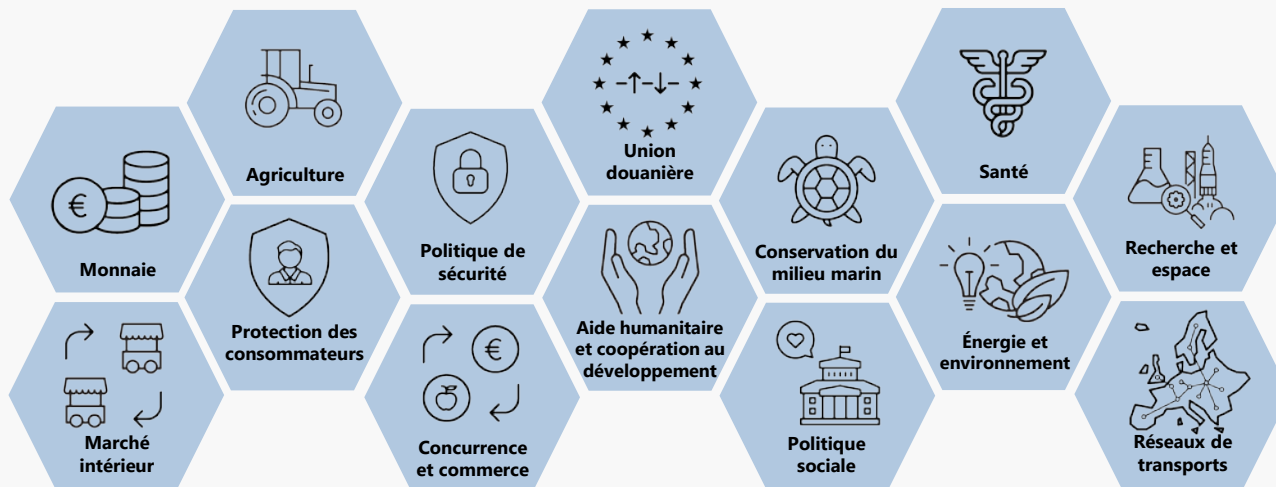 Monnaie
Marché
intérieur
Agriculture
Protection des
consommateurs
Politique de
sécurité
Concurrence
et commerce
Union
douanière
Aide humanitaire
et coopération au
développement
Conservation du
milieu marin
Politique
sociale
Santé
Énergie et
environnement
Recherche et
espace
Réseaux de
transports
€
€